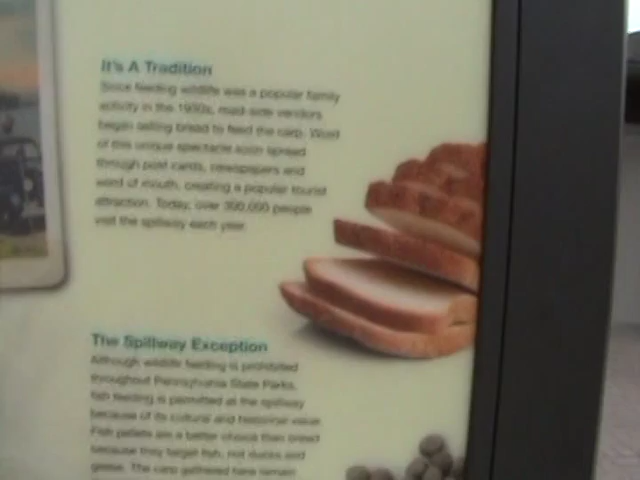 It's A Tradition
Since feeding wildlife was a popular family
activity in the 1930s, road-side vendors
began selling bread to feed the carp. Word
of this unique spectacle soon spread
through post cards, newspapers and
word of mouth, creating a popular tourist
attraction. Today, over 300,000 people
visit the spillway each year.
The Spillway Exception
Although wildlife feeding is prohibited
throughout Pennsylvania State Parks,
fish feeding is permitted at the spillway
because of its cultural and historical value.
Fish pellets are a better choice than bread
because they target fish, not ducks and
geese. The carp gathered here remain